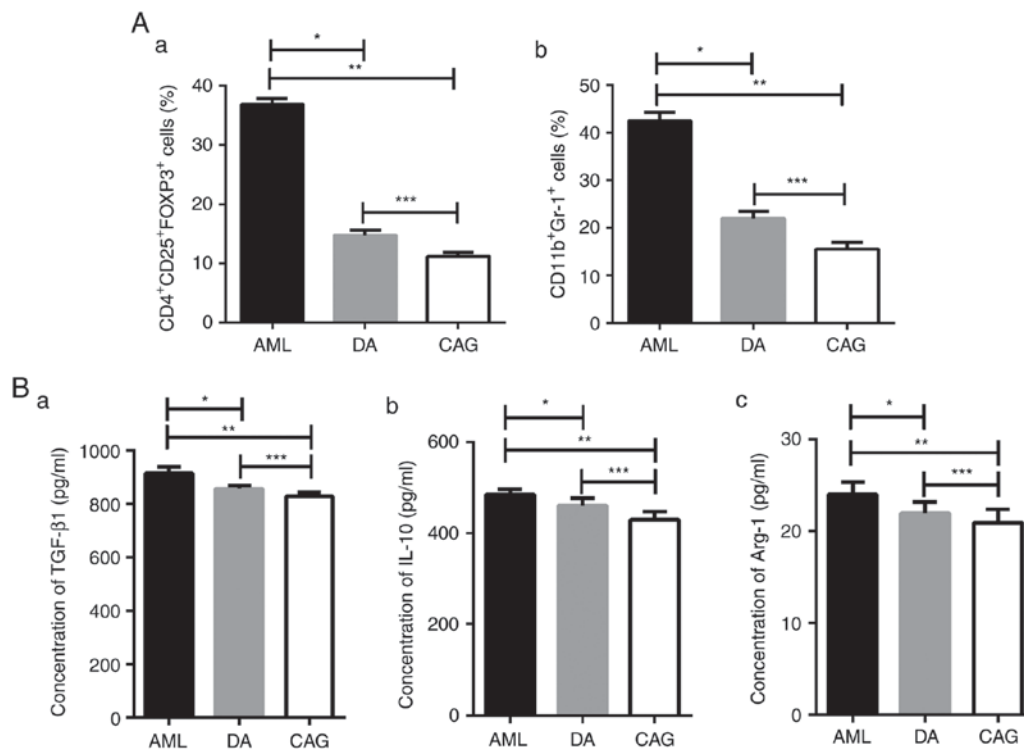 A
a
*
**
***
CD4+CD25+FOXP3+ cells (%)
40
30
20
10
0
AML DA CAG
b
*
**
***
CD11b+Gr-1+ cells (%)
50
40
30
20
10
0
AML DA CAG
B
a
*
**
***
Concentration of TGF-β1 (pg/ml)
1000
800
600
400
200
0
AML DA CAG
b
*
**
***
Concentration of IL-10 (pg/ml)
600
400
200
0
AML DA CAG
c
*
**
***
Concentration of Arg-1 (pg/ml)
30
20
10
0
AML DA CAG